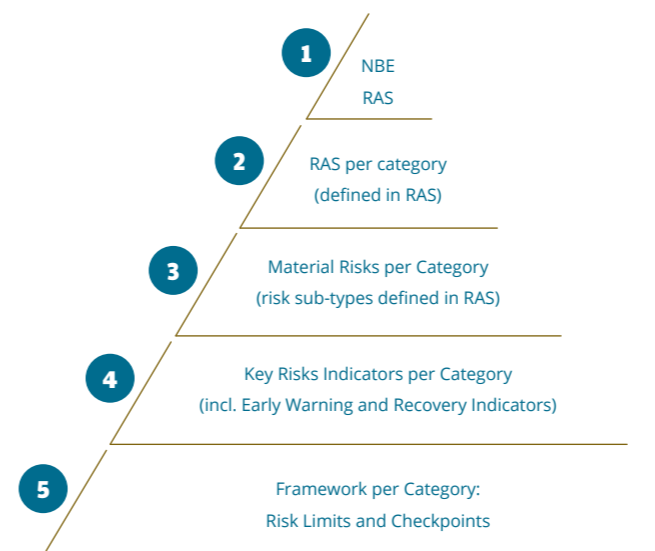 1
NBE
RAS
2
RAS per category
(defined in RAS)
3
Material Risks per Category
(risk sub-types defined in RAS)
4
Key Risks Indicators per Category
(incl. Early Warning and Recovery Indicators)
5
Framework per Category:
Risk Limits and Checkpoints